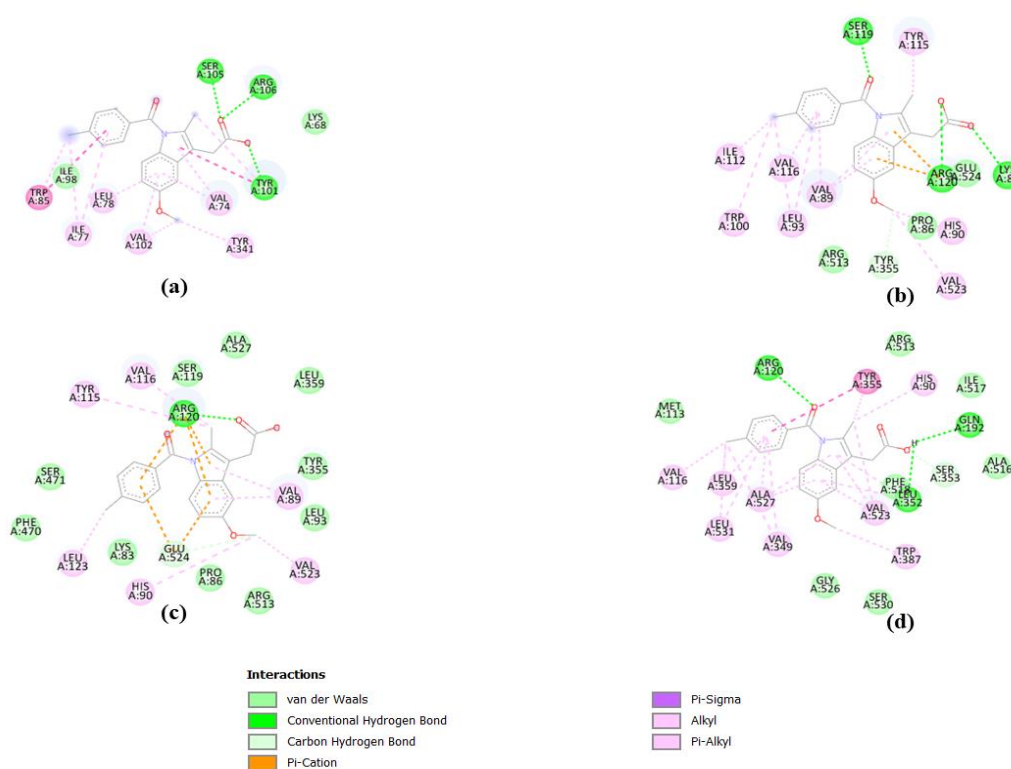 SER
A:105
ARG
A:106
LYS
A:68
O
O
N
O
ILE
A:98
TRP
A:85
LEU
A:78
TYR
A:101
VAL
A:74
O
ILE
A:77
VAL
A:102
TYR
A:341
(a)
SER
A:119
TYR
A:115
O
O
N
O
ILE
A:112
VAL
A:116
VAL
A:89
ARG
A:120
GLU
A:524
LY
A:8
O
TRP
A:100
LEU
A:93
PRO
A:86
HIS
A:90
ARG
A:513
TYR
A:355
VAL
A:523
(b)
ALA
A:527
VAL
A:116
SER
A:119
LEU
A:359
TYR
A:115
ARG
A:120
O
O
O
N
SER
A:471
TYR
A:355
VAL
A:89
PHE
A:470
LEU
A:93
O
LEU
A:123
LYS
A:83
GLU
A:524
PRO
A:86
VAL
A:523
HIS
A:90
ARG
A:513
(c)
ARG
A:513
ARG
A:120
TYR
A:355
HIS
A:90
ILE
A:517
MET
A:113
O
O
N
O
H
GLN
A:192
VAL
A:116
LEU
A:359
ALA
A:527
PHE
A:518
LEU
A:352
SER
A:353
ALA
A:516
VAL
A:523
O
LEU
A:531
VAL
A:349
TRP
A:387
GLY
A:526
SER
A:530
(d)
Interactions
van der Waals
Conventional Hydrogen Bond
Carbon Hydrogen Bond
Pi-Cation
Pi-Sigma
Alkyl
Pi-Alkyl